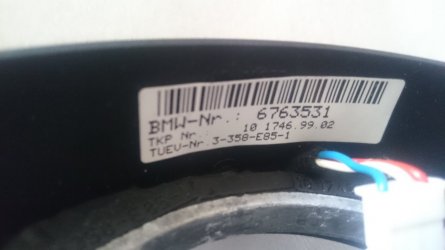 BMW-Nr.: 6763531
TKP Nr.: 10 1746.99.02
TUEV-Nr.3-358-E85-1